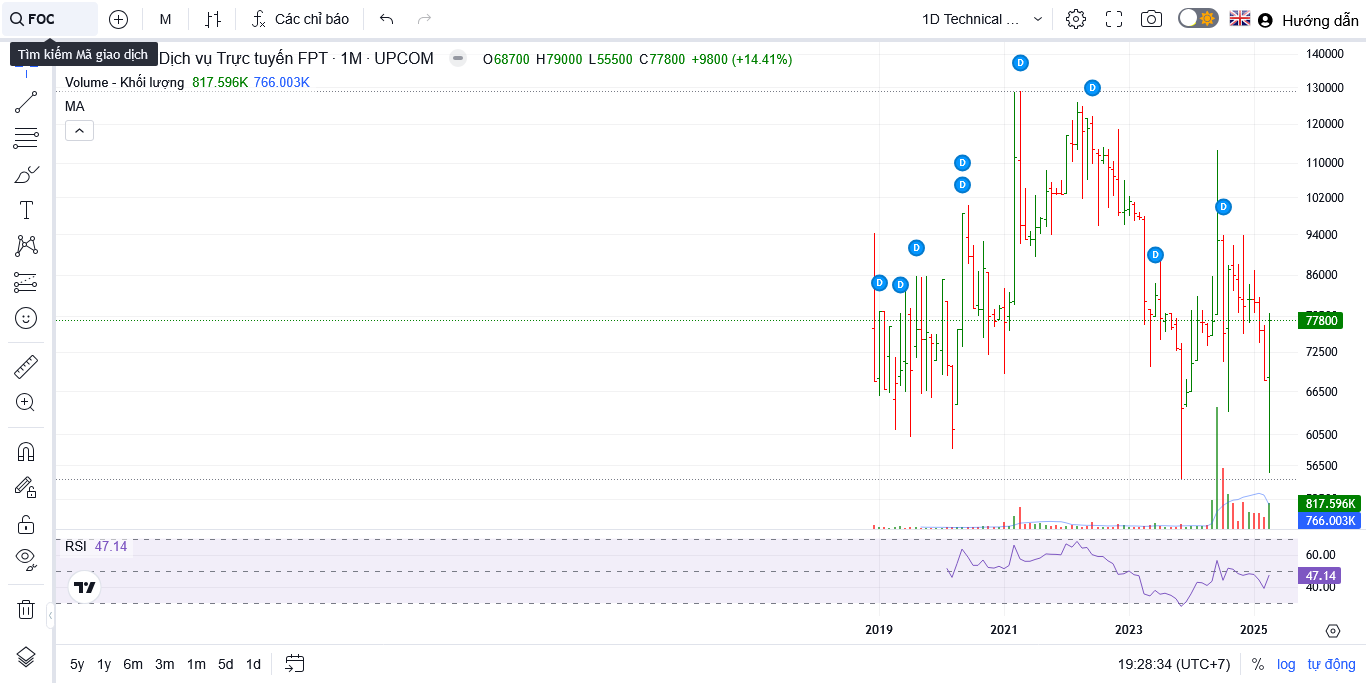 FOC
M
Các chỉ báo
1D Technical ...
Hướng dẫn
Tìm kiếm Mã giao dịch
Dịch vụ Trực tuyến FPT · 1M · UPCOM
O68700 H79000 L55500 C77800 +9800 (+14.41%)
Volume - Khối lượng 817.596K 766.003K
MA
D
D
D
D
D
D
D
D
D
D
140000
130000
120000
110000
102000
94000
86000
77800
72500
66500
60500
56500
817.596K
766.003K
RSI 47.14
60.00
47.14
40.00
2019
2021
2023
2025
5y 1y 6m 3m 1m 5d 1d
19:28:34 (UTC+7)
%
log
tự động